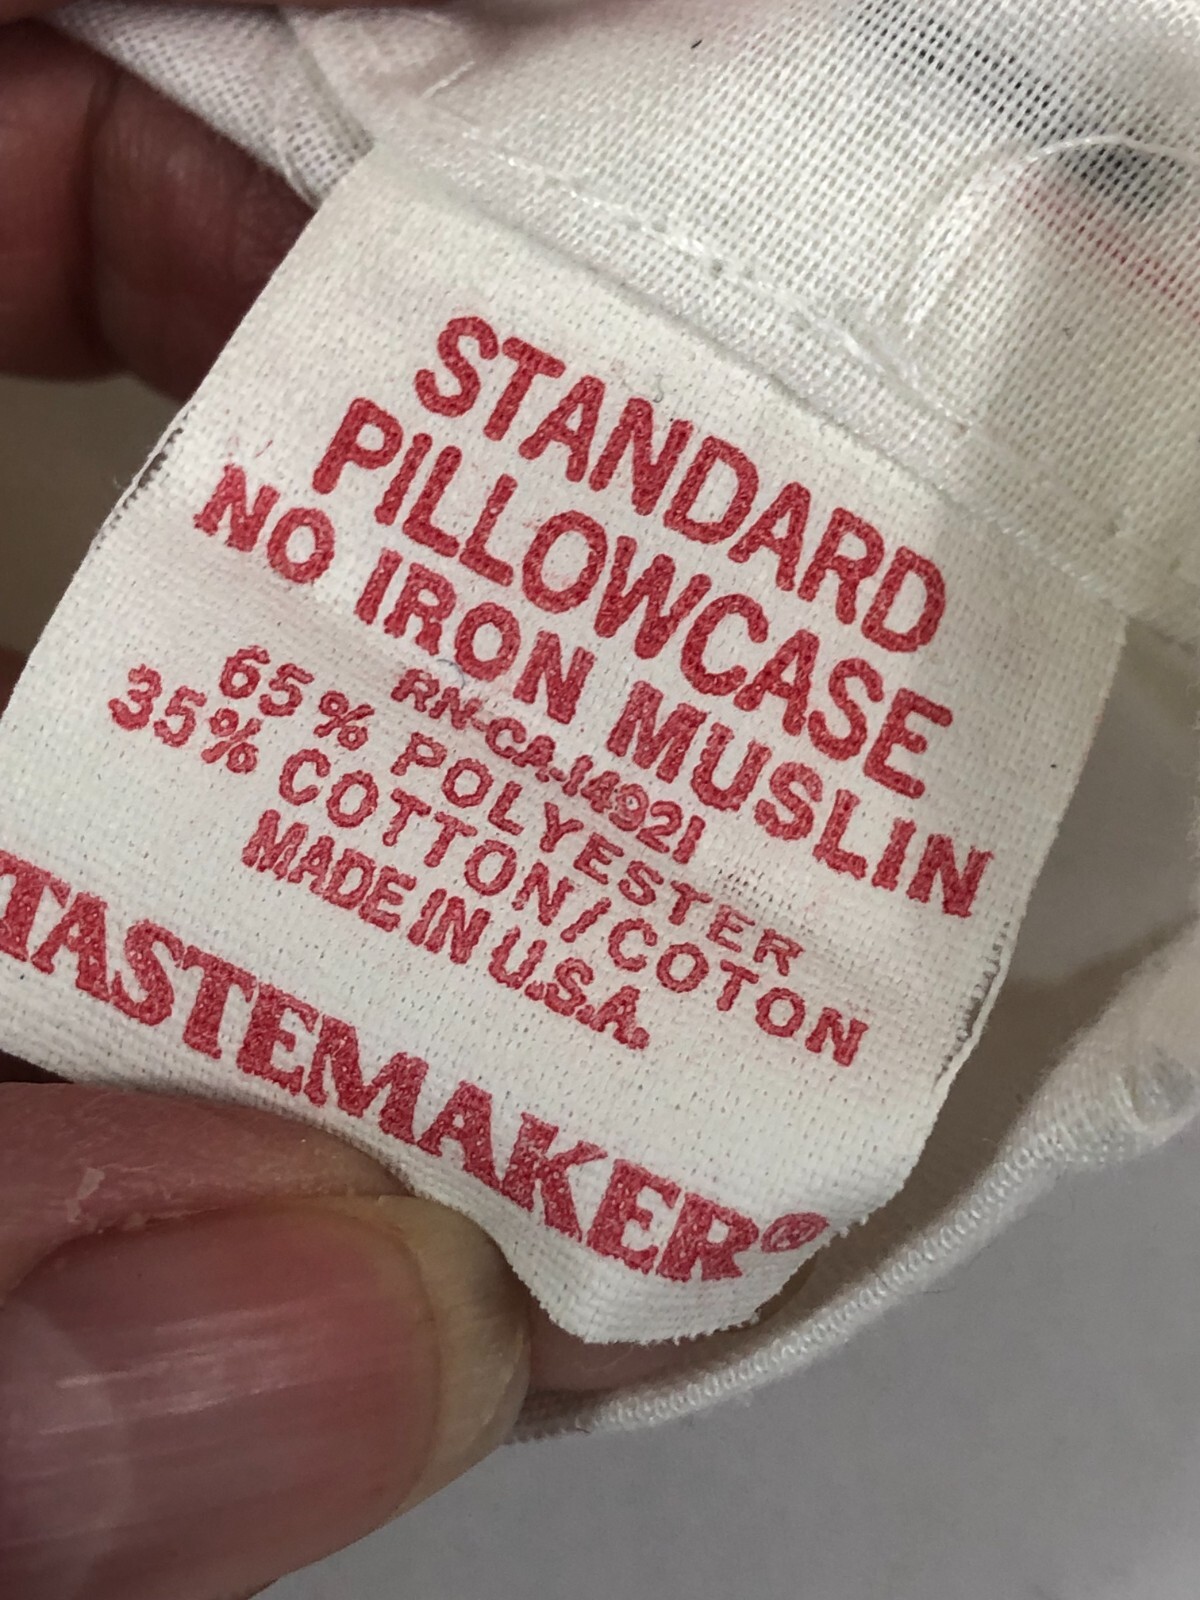 STANDARD
PILLOWCASE
NO IRON MUSLIN
RN-CA-14921
65% POLYESTER
35% COTTON/COTON
MADE IN U.S.A.
TASTEMAKER®